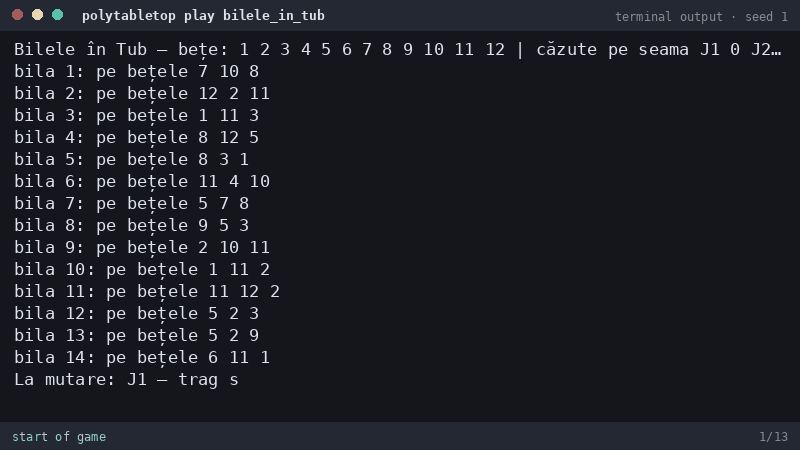 polytabletop play bilele_in_tub
terminal output · seed 1
Bilele în Tub — bețe: 1 2 3 4 5 6 7 8 9 10 11 12 | căzute pe seama J1 0 J2…
bila 1: pe bețele 7 10 8
bila 2: pe bețele 12 2 11
bila 3: pe bețele 1 11 3
bila 4: pe bețele 8 12 5
bila 5: pe bețele 8 3 1
bila 6: pe bețele 11 4 10
bila 7: pe bețele 5 7 8
bila 8: pe bețele 9 5 3
bila 9: pe bețele 2 10 11
bila 10: pe bețele 1 11 2
bila 11: pe bețele 11 12 2
bila 12: pe bețele 5 2 3
bila 13: pe bețele 5 2 9
bila 14: pe bețele 6 11 1
La mutare: J1 — trag s
start of game
1/13